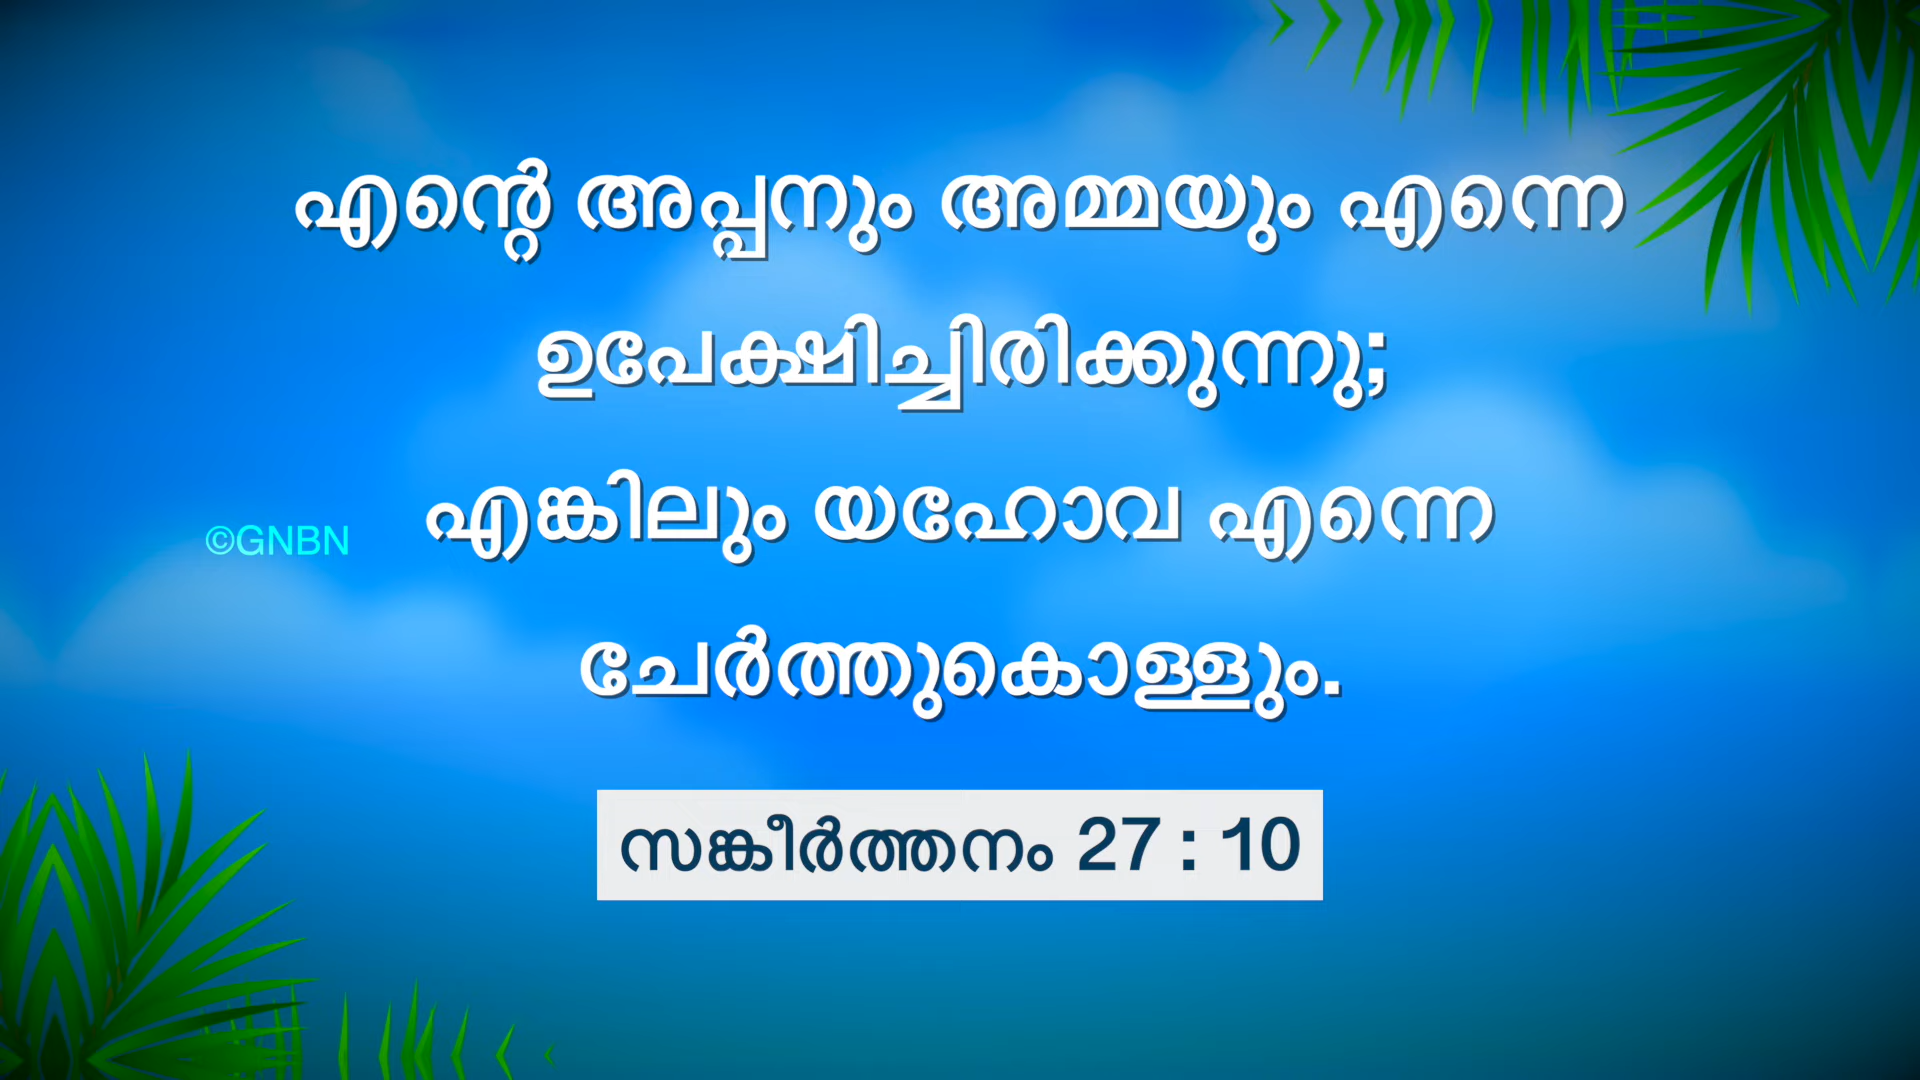 എന്റെ അപ്പനും അമ്മയും എന്നെ
ഉപേക്ഷിച്ചിരിക്കുന്നു;
എങ്കിലും യഹോവ എന്നെ
©GNBN
ചേർത്തുകൊള്ളും.
സങ്കീർത്തനം 27 : 10